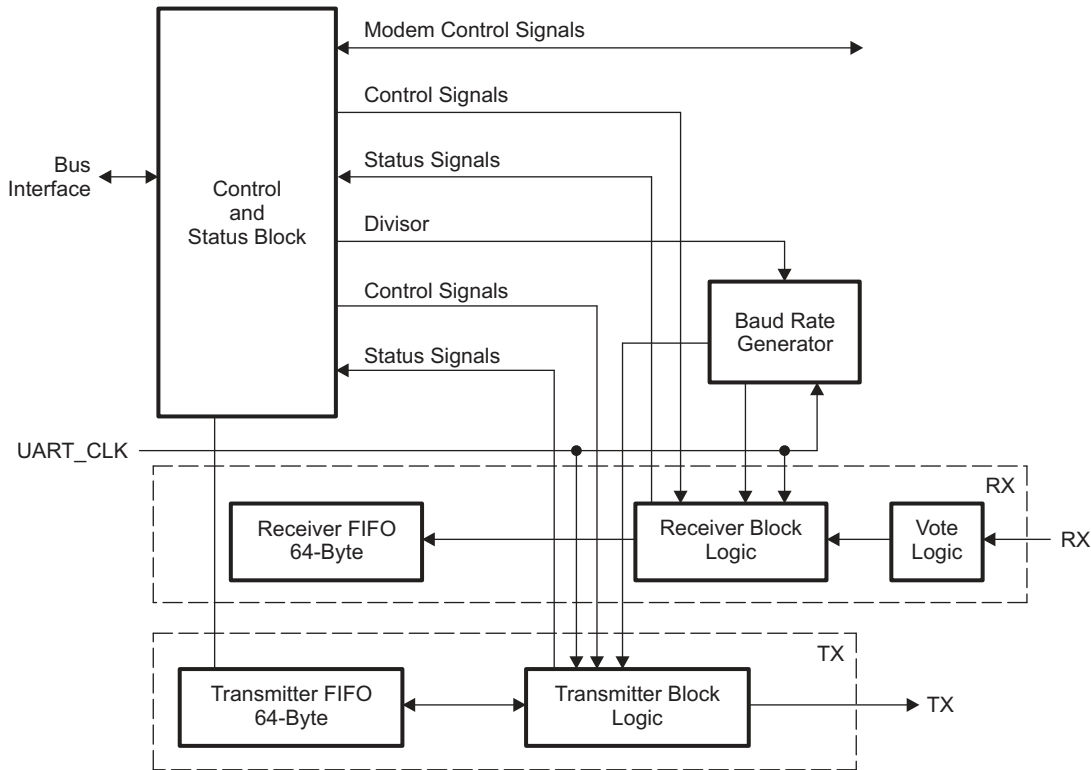 Modem Control Signals
Control Signals
Status Signals
Bus
Interface
Control
and
Status Block
Divisor
Control Signals
Baud Rate
Generator
Status Signals
UART_CLK
RX
Receiver FIFO
64-Byte
Receiver Block
Logic
Vote
Logic
RX
TX
Transmitter FIFO
64-Byte
Transmitter Block
Logic
TX